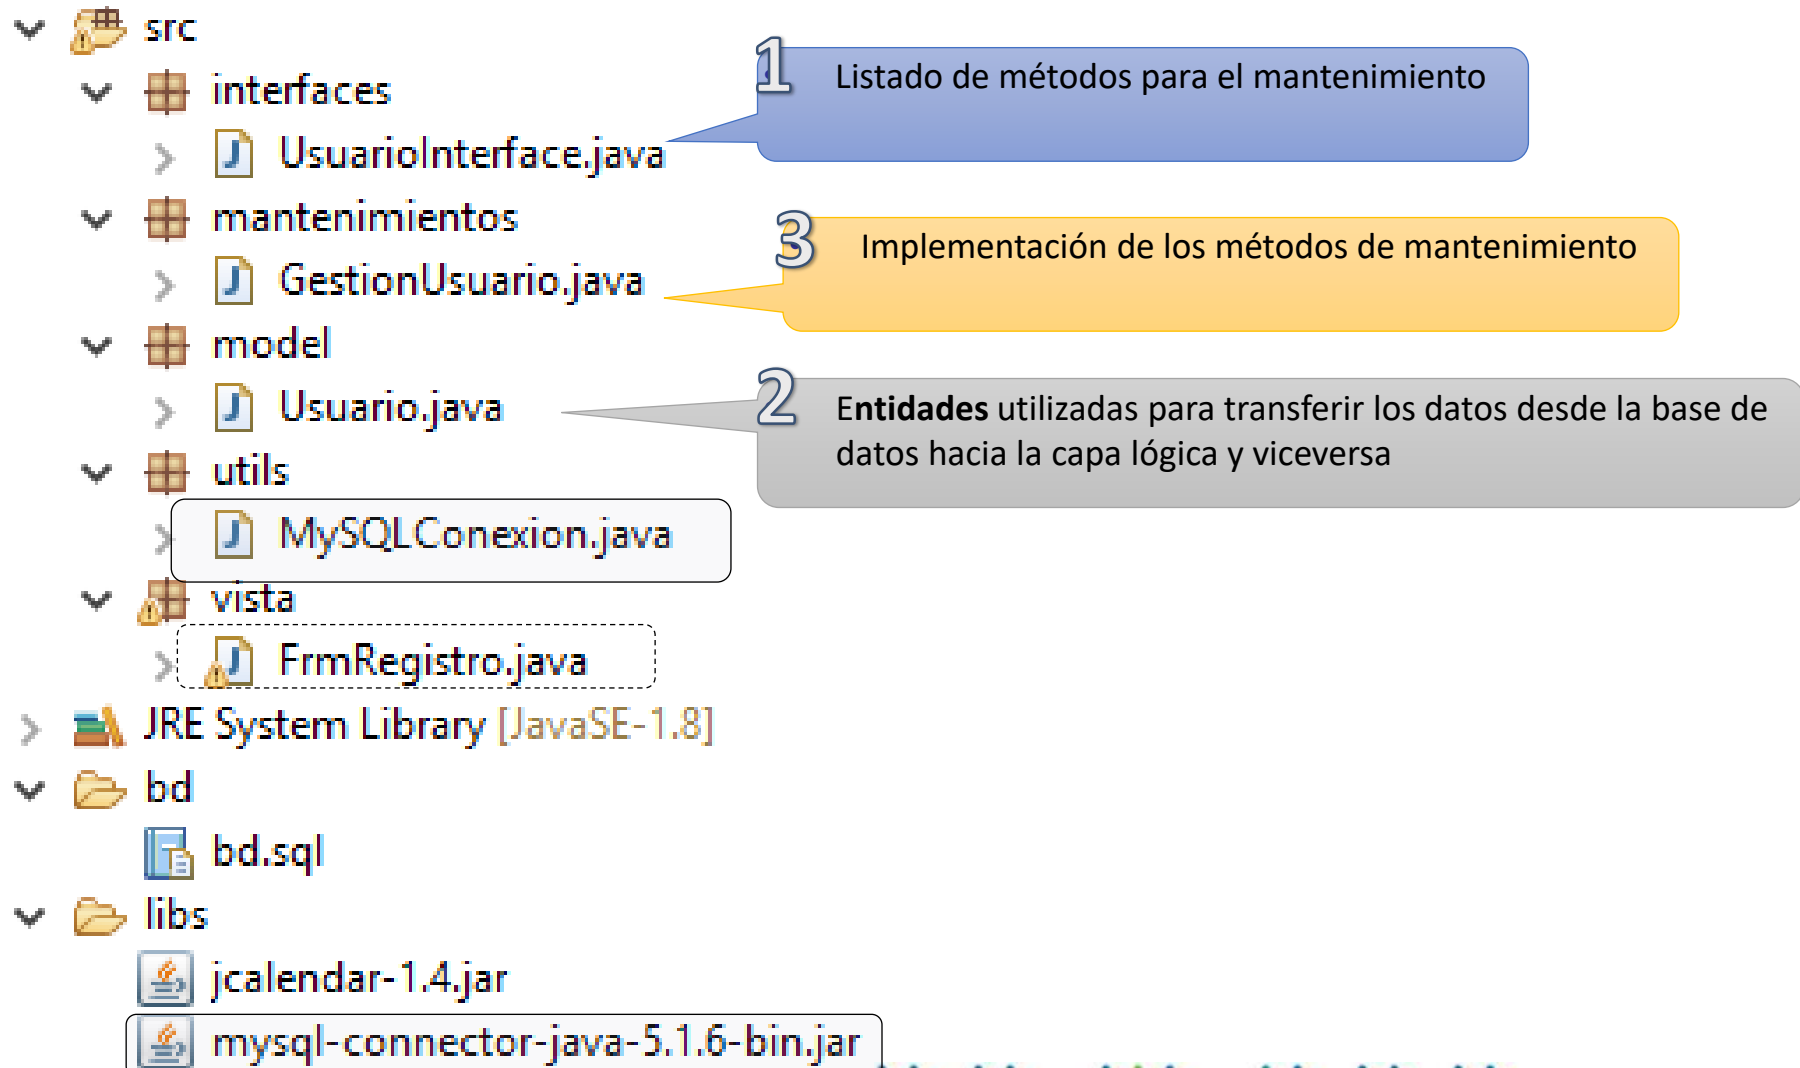 src
interfaces
UsuarioInterface.java
1 Listado de métodos para el mantenimiento
mantenimientos
GestionUsuario.java
3 Implementación de los métodos de mantenimiento
model
Usuario.java
2 Entidades utilizadas para transferir los datos desde la base de
datos hacia la capa lógica y viceversa
utils
MySQLConexion.java
vista
FrmRegistro.java
JRE System Library [JavaSE-1.8]
bd
bd.sql
libs
jcalendar-1.4.jar
mysql-connector-java-5.1.6-bin.jar